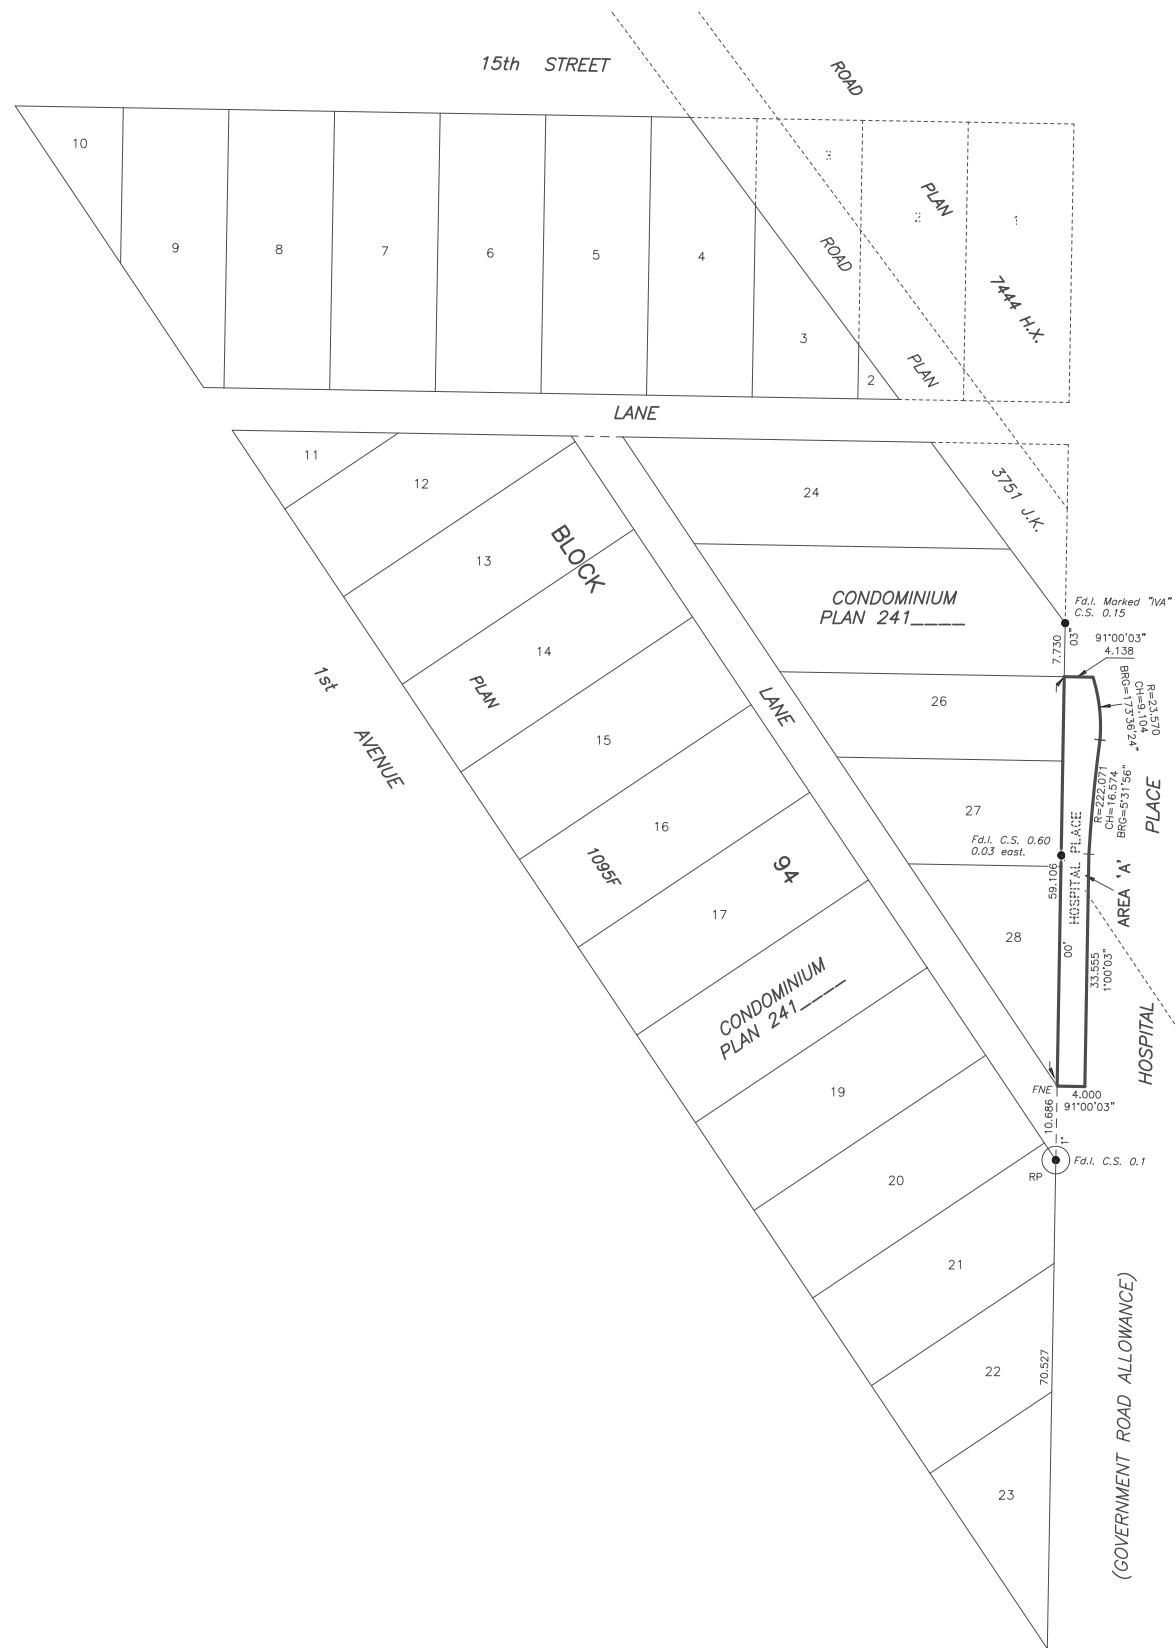 15th STREET
ROAD
10
9
8
7
6
5
4
3
2
1
PLAN
ROAD
7444 H.X.
3
PLAN
2
LANE
11
12
24
3751 J.K.
BLOCK
13
CONDOMINIUM
PLAN 241____
Fd.I. Marked "IVA"
C.S. 0.15
7.730
03"
91°00'03"
4.138
14
1st AVENUE
PLAN
LANE
26
R=23.570
CH=9.104
BRG=173°36'24"
15
R=222.071
CH=16.574
BRG=5°31'56"
PLACE
16
27
Fd.I. C.S. 0.60
0.03 east.
HOSPITAL PLACE
1095F
94
59.106
AREA 'A'
17
28
00'
33.555
1°00'03"
CONDOMINIUM
PLAN 241____
HOSPITAL
19
FNE
4.000
91°00'03"
10.686
1°
Fd.I. C.S. 0.1
RP
20
21
22
70.527
(GOVERNMENT ROAD ALLOWANCE)
23